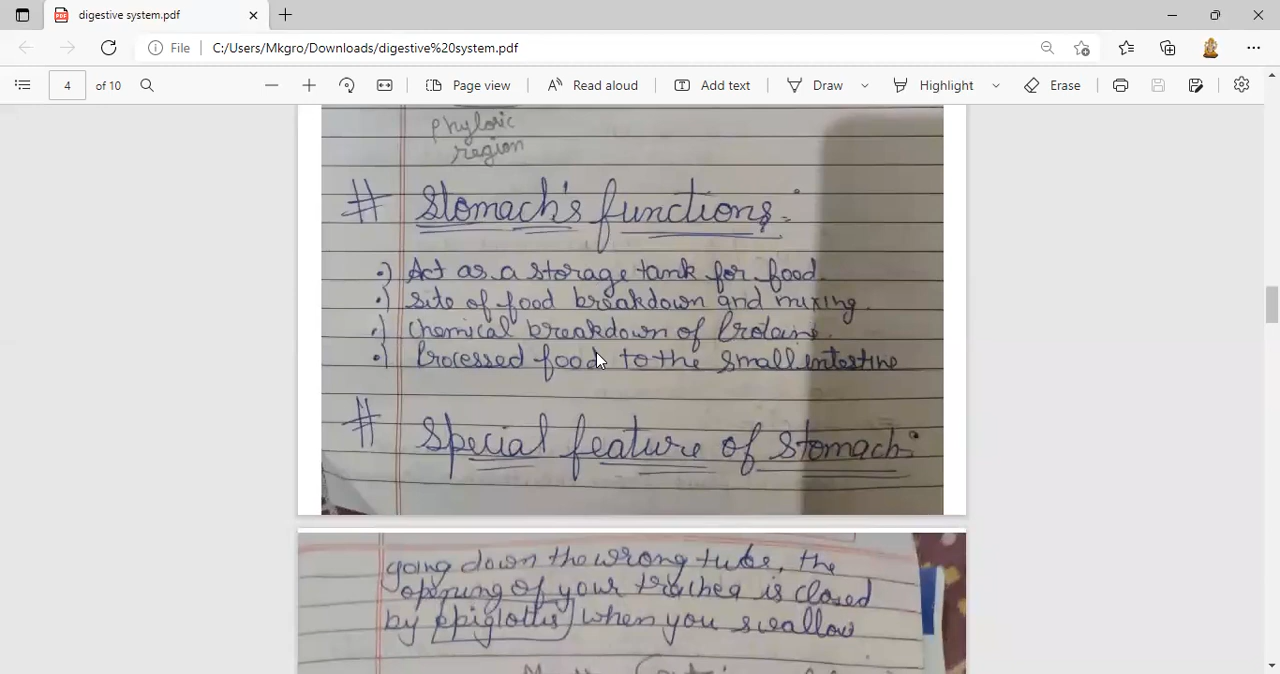 digestive system.pdf
File
C:/Users/Mkgro/Downloads/digestive%20system.pdf
4 of 10
Page view
Read aloud
Add text
Draw
Highlight
Erase
Phyloric
region
# Stomach's functions:-
•) Act as a storage tank for food.
•) Site of food breakdown and mixing.
•) Chemical breakdown of Protains.
•) Processed food to the small intestine
# Special feature of stomach:
going down the wrong tube, the
opening of your trachea is closed
by epiglottis when you swallow